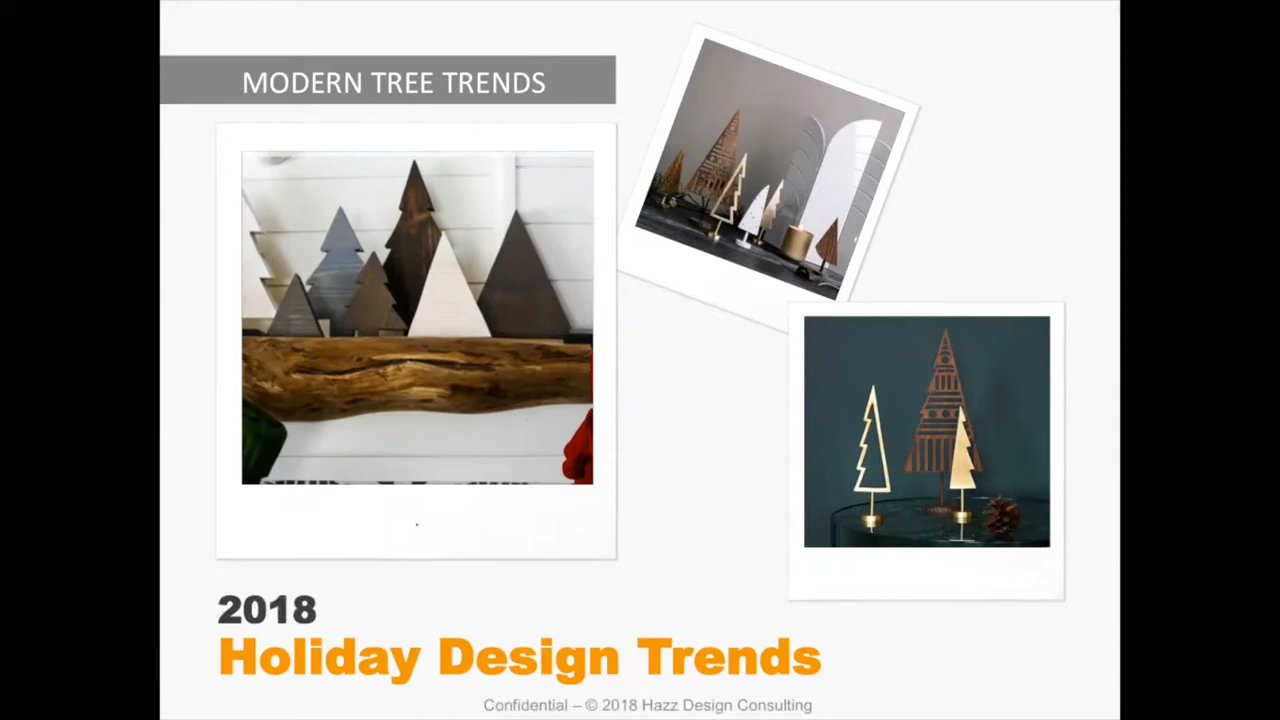 MODERN TREE TRENDS
2018
Holiday Design Trends
Confidential – © 2018 Hazz Design Consulting